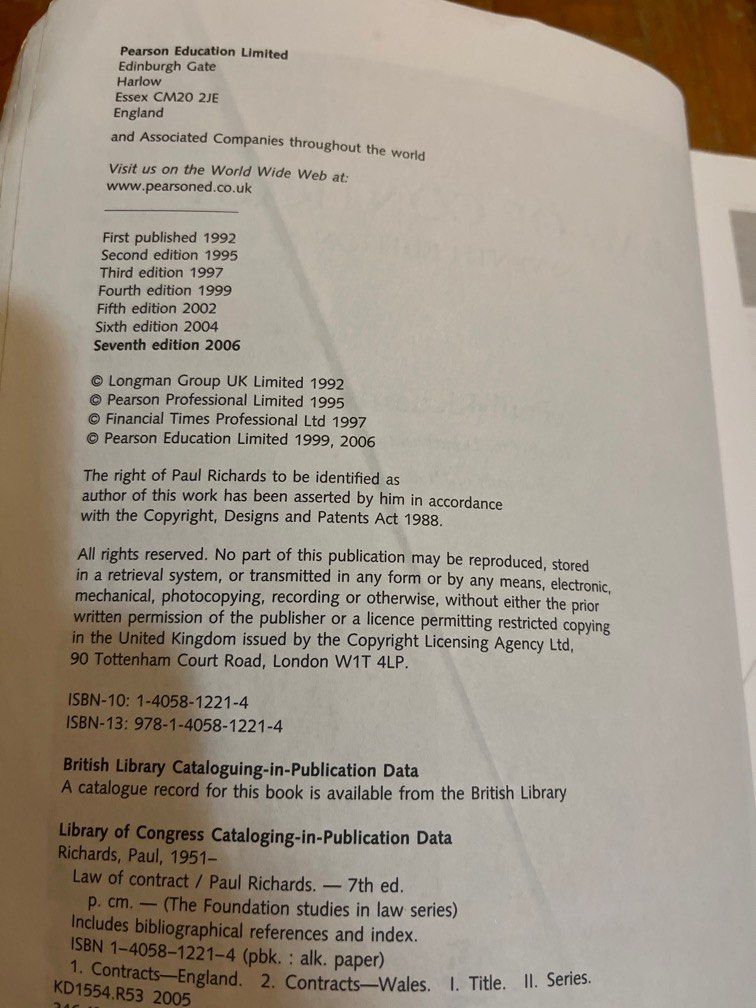 Pearson Education Limited
Edinburgh Gate
Harlow
Essex CM20 2JE
England
and Associated Companies throughout the world
Visit us on the World Wide Web at:
www.pearsoned.co.uk
First published 1992
Second edition 1995
Third edition 1997
Fourth edition 1999
Fifth edition 2002
Sixth edition 2004
Seventh edition 2006
© Longman Group UK Limited 1992
© Pearson Professional Limited 1995
© Financial Times Professional Ltd 1997
© Pearson Education Limited 1999, 2006
The right of Paul Richards to be identified as
author of this work has been asserted by him in accordance
with the Copyright, Designs and Patents Act 1988.
All rights reserved. No part of this publication may be reproduced, stored
in a retrieval system, or transmitted in any form or by any means, electronic,
mechanical, photocopying, recording or otherwise, without either the prior
written permission of the publisher or a licence permitting restricted copying
in the United Kingdom issued by the Copyright Licensing Agency Ltd,
90 Tottenham Court Road, London W1T 4LP.
ISBN-10: 1-4058-1221-4
ISBN-13: 978-1-4058-1221-4
British Library Cataloguing-in-Publication Data
A catalogue record for this book is available from the British Library
Library of Congress Cataloging-in-Publication Data
Richards, Paul, 1951–
Law of contract / Paul Richards. — 7th ed.
p. cm. — (The Foundation studies in law series)
Includes bibliographical references and index.
ISBN 1–4058–1221–4 (pbk. : alk. paper)
1. Contracts—England. 2. Contracts—Wales. I. Title. II. Series.
KD1554.R53 2005